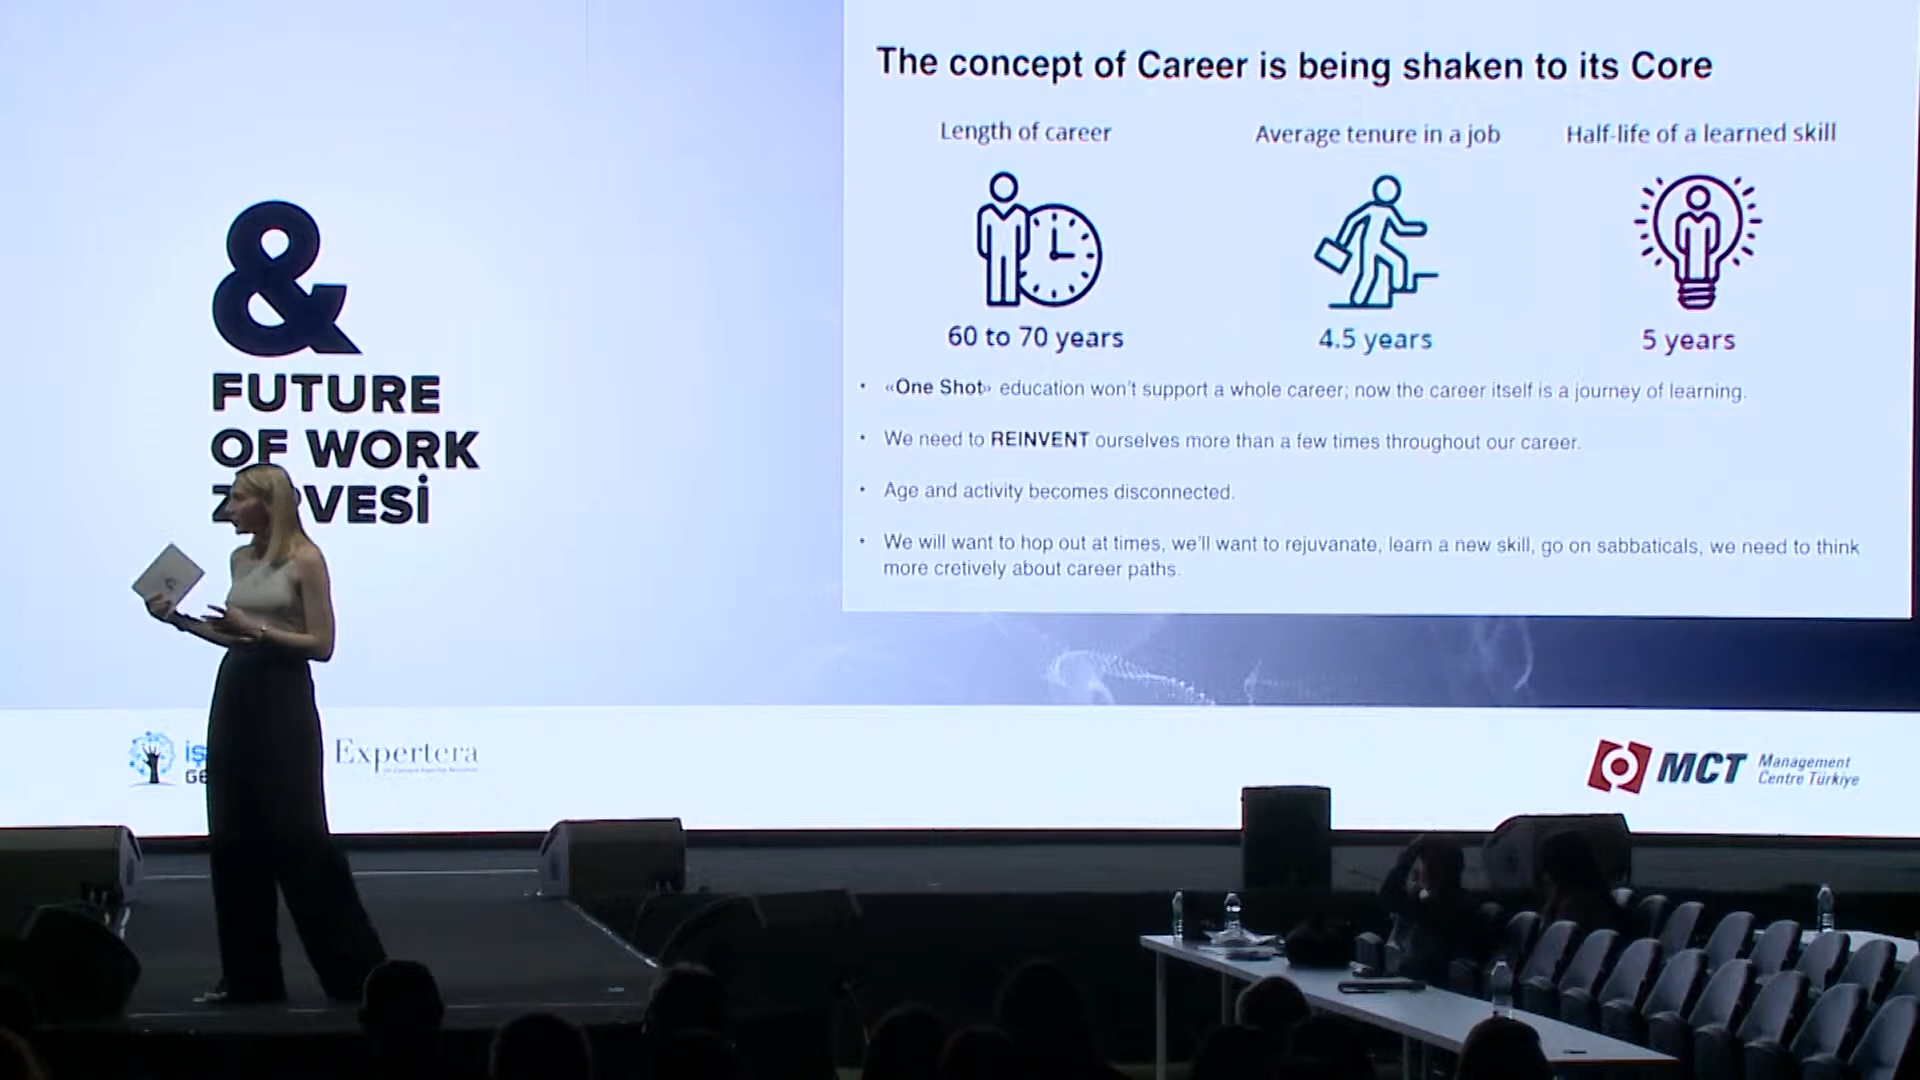 The concept of Career is being shaken to its Core
Length of career
Average tenure in a job
Half-life of a learned skill
60 to 70 years
4.5 years
5 years
• «One Shot» education won't support a whole career; now the career itself is a journey of learning.
• We need to REINVENT ourselves more than a few times throughout our career.
• Age and activity becomes disconnected.
• We will want to hop out at times, we'll want to rejuvanate, learn a new skill, go on sabbaticals, we need to think
more cretively about career paths.
&
FUTURE
OF WORK
Expertera
MCT Management
Centre Türkiye